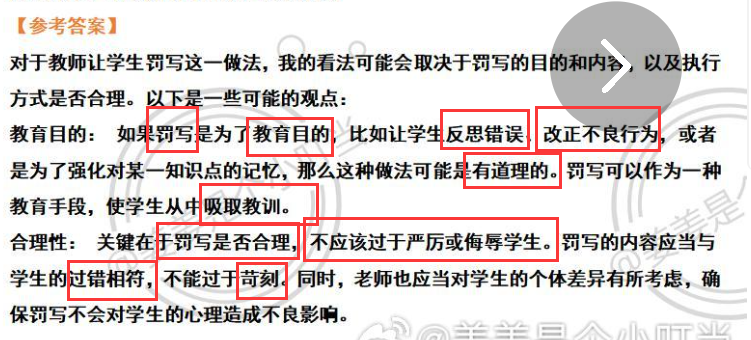 【参考答案】
对于教师让学生罚写这一做法，我的看法可能会取决于罚写的目的和内容，以及执行
方式是否合理。以下是一些可能的观点：
教育目的： 如果罚写是为了教育目的，比如让学生反思错误、改正不良行为，或者
是为了强化对某一知识点的记忆，那么这种做法可能是有道理的。罚写可以作为一种
教育手段，使学生从中吸取教训。
合理性： 关键在于罚写是否合理，不应该过于严厉或侮辱学生。罚写的内容应当与
学生的过错相符，不能过于苛刻。同时，老师也应当对学生的个体差异有所考虑，确
保罚写不会对学生的心理造成不良影响。
@姜姜是个小叮当